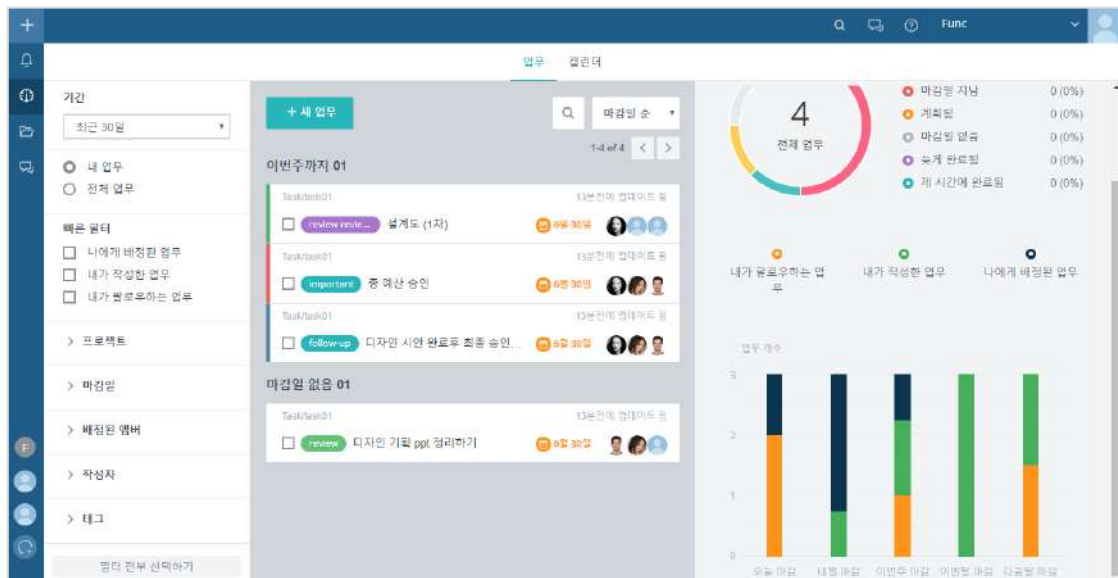 Func
업무 캘린더
기간
최근 30일
내 업무
전체 업무
빠른 필터
나에게 배정된 업무
내가 작성한 업무
내가 팔로우하는 업무
> 프로젝트
> 마감일
> 배정된 멤버
> 작성자
> 태그
필터 전부 선택하기
F
+ 새 업무
마감일 순
1-4 of 4
이번주까지 01
Task/task01 13분전에 업데이트 됨
review revie... 설계도 (1차) 6월 30일
Task/task01 13분전에 업데이트 됨
important 총 예산 승인 6월 30일
Task/task01 13분전에 업데이트 됨
follow-up 디자인 시안 완료후 최종 승인... 6월 30일
마감일 없음 01
Task/task01 13분전에 업데이트 됨
review 디자인 기획 ppt 정리하기 6월 30일
4
전체 업무
마감일 지남 0 (0%)
계획됨 0 (0%)
마감일 없음 0 (0%)
늦게 완료됨 0 (0%)
제 시간에 완료됨 0 (0%)
내가 팔로우하는 업
무
내가 작성한 업무
나에게 배정된 업무
업무 개수
3
2
1
0
오늘 마감 내일 마감 이번주 마감 이번달 마감 다음달 마감